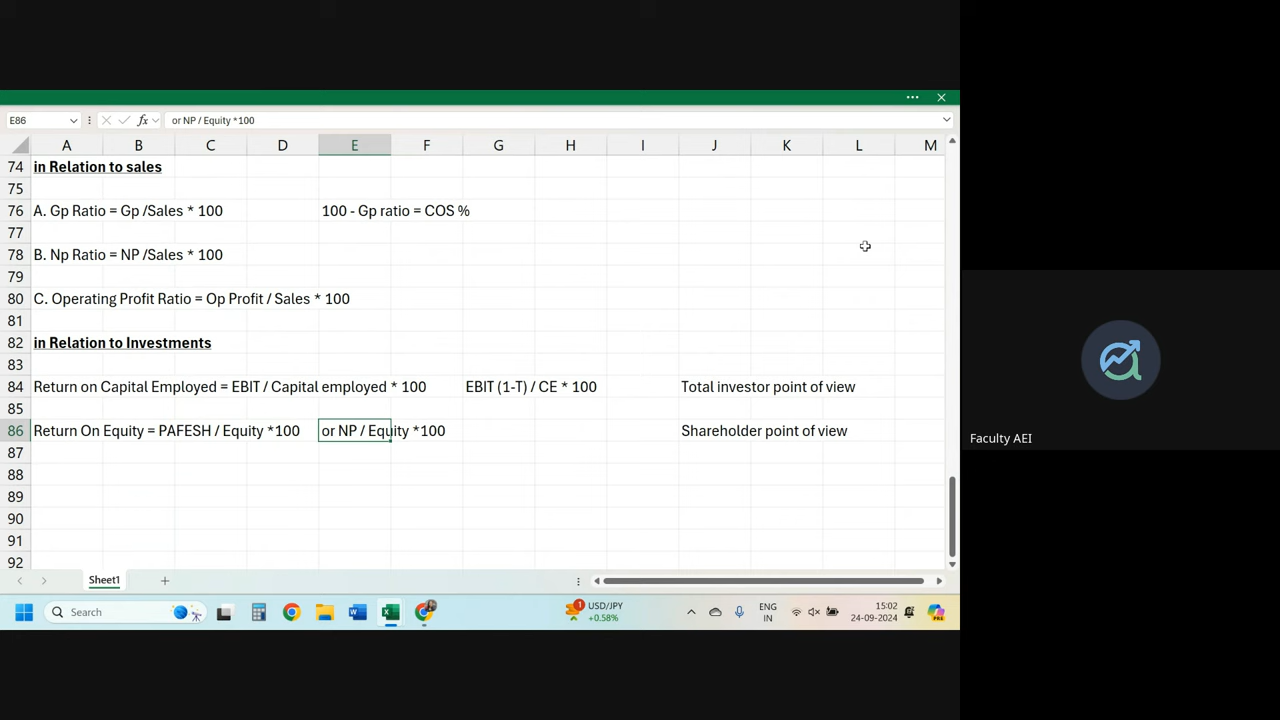 E86
fx
or NP / Equity *100
A B C D E F G H I J K L M
74 in Relation to sales
75
76 A. Gp Ratio = Gp /Sales * 100 100 - Gp ratio = COS %
77
78 B. Np Ratio = NP /Sales * 100
79
80 C. Operating Profit Ratio = Op Profit / Sales * 100
81
82 in Relation to Investments
83
84 Return on Capital Employed = EBIT / Capital employed * 100 EBIT (1-T) / CE * 100 Total investor point of view
85
86 Return On Equity = PAFESH / Equity *100 or NP / Equity *100 Shareholder point of view
87
88
89
90
91
92
Sheet1
Search
1 USD/JPY
+0.58%
ENG
IN
15:02
24-09-2024
PRE
Faculty AEI